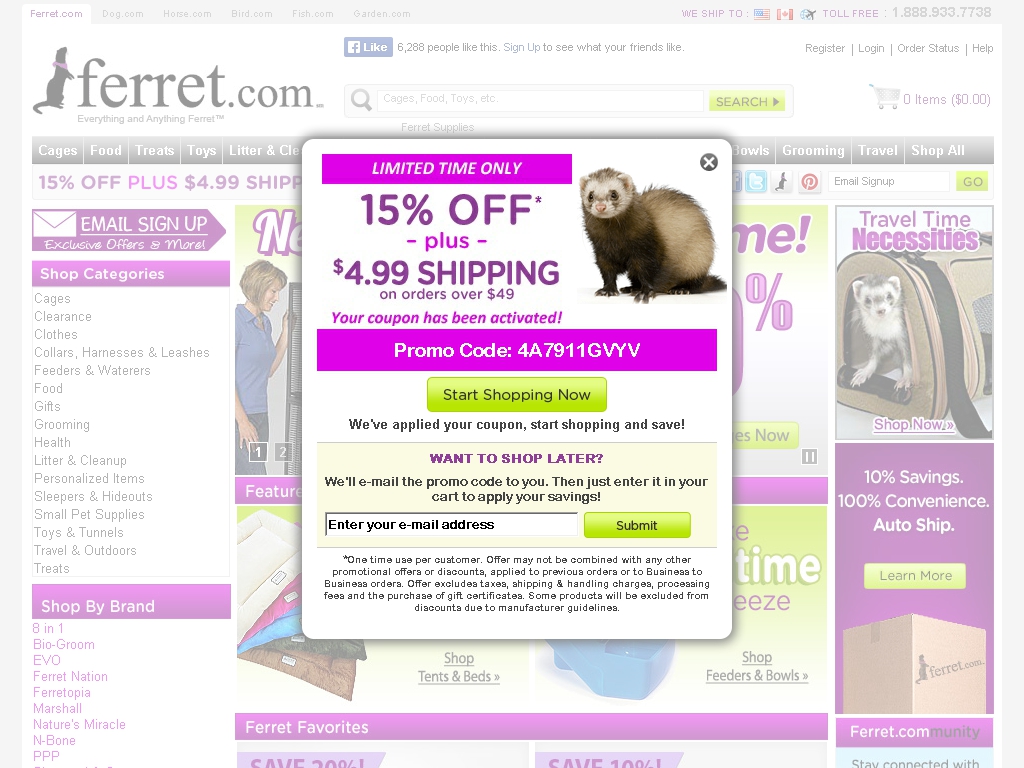 Ferret.com Dog.com Horse.com Bird.com Fish.com Garden.com
WE SHIP TO : TOLL FREE : 1.888.933.7738
Like 6,288 people like this. Sign Up to see what your friends like.
Register | Login | Order Status | Help
ferret.com
Everything and Anything Ferret™
Cages, Food, Toys, etc.
SEARCH
0 Items ($0.00)
Ferret Supplies
Cages Food Treats Toys Litter & Cle
Bowls Grooming Travel Shop All
15% OFF PLUS $4.99 SHIPP
Email Signup GO
LIMITED TIME ONLY
15% OFF*
- plus -
$4.99 SHIPPING
on orders over $49
Your coupon has been activated!
Promo Code: 4A7911GVYV
Start Shopping Now
We've applied your coupon, start shopping and save!
WANT TO SHOP LATER?
We'll e-mail the promo code to you. Then just enter it in your
cart to apply your savings!
Enter your e-mail address
Submit
*One time use per customer. Offer may not be combined with any other
promotional offers or discounts, applied to previous orders or to Business to
Business orders. Offer excludes taxes, shipping & handling charges, processing
fees and the purchase of gift certificates. Some products will be excluded from
discounts due to manufacturer guidelines.
EMAIL SIGN UP
Exclusive Offers & More!
Shop Categories
Cages
Clearance
Clothes
Collars, Harnesses & Leashes
Feeders & Waterers
Food
Gifts
Grooming
Health
Litter & Cleanup
Personalized Items
Sleepers & Hideouts
Small Pet Supplies
Toys & Tunnels
Travel & Outdoors
Treats
Shop By Brand
8 in 1
Bio-Groom
EVO
Ferret Nation
Ferretopia
Marshall
Nature's Miracle
N-Bone
PPP
Ne
me!
%
es Now
1 2
Feature
Shop
Tents & Beds »
time
eeze
Shop
Feeders & Bowls »
Ferret Favorites
SAVE 20%!
SAVE 10%!
Travel Time
Necessities
Shop Now »
10% Savings.
100% Convenience.
Auto Ship.
Learn More
ferret.com
Ferret.community
Stay connected with